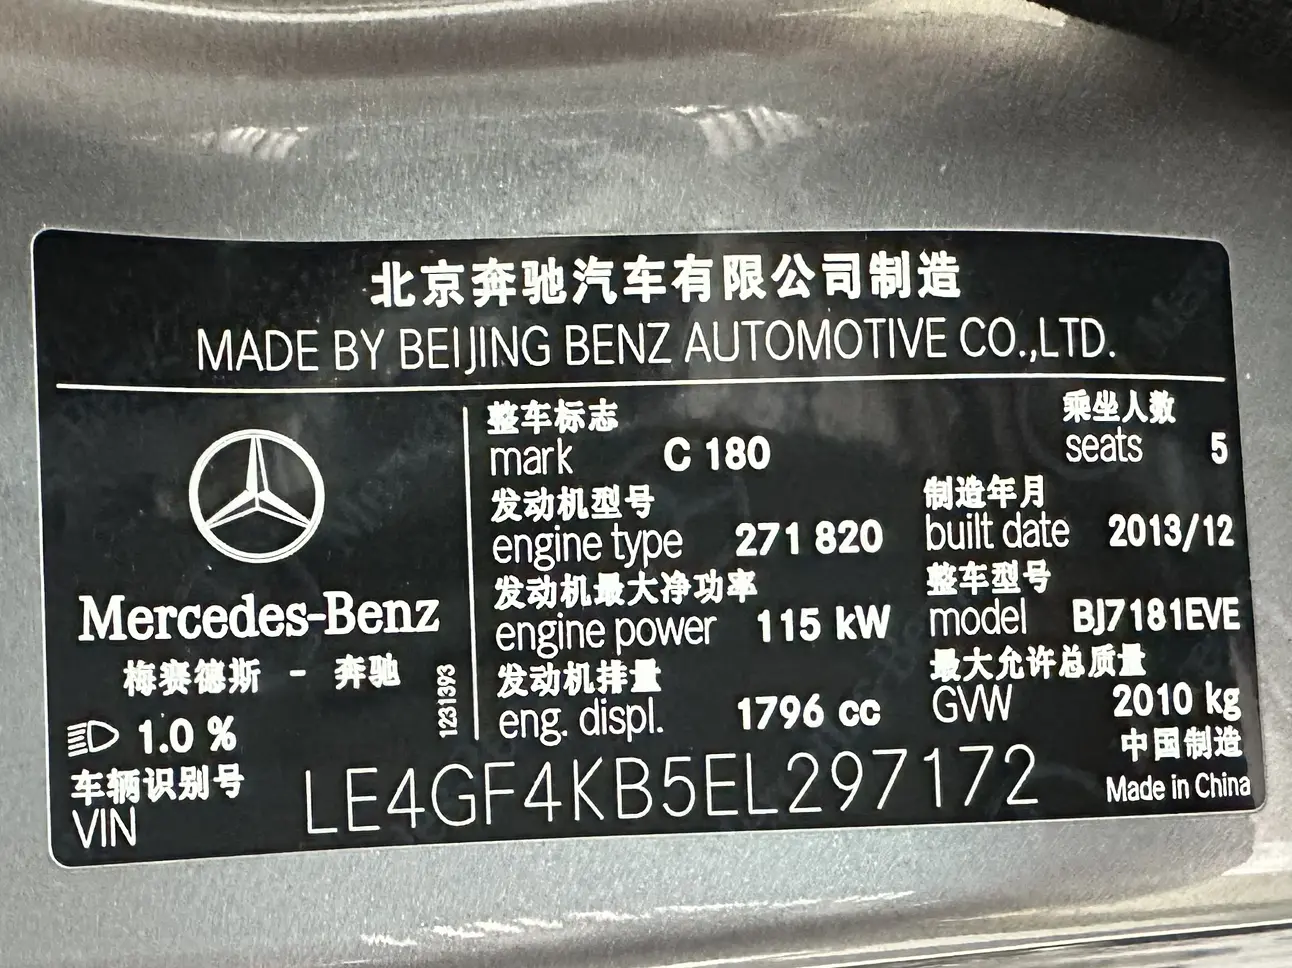 北京奔驰汽车有限公司制造
MADE BY BEIJING BENZ AUTOMOTIVE CO.,LTD.
Mercedes-Benz
梅赛德斯 - 奔驰
1231393
1.0 %
整车标志
mark C 180
乘坐人数
seats 5
发动机型号
engine type 271 820
制造年月
built date 2013/12
发动机最大净功率
engine power 115 kW
整车型号
model BJ7181EVE
发动机排量
eng. displ. 1796 cc
最大允许总质量
GVW 2010 kg
车辆识别号
VIN LE4GF4KB5EL297172
中国制造
Made in China